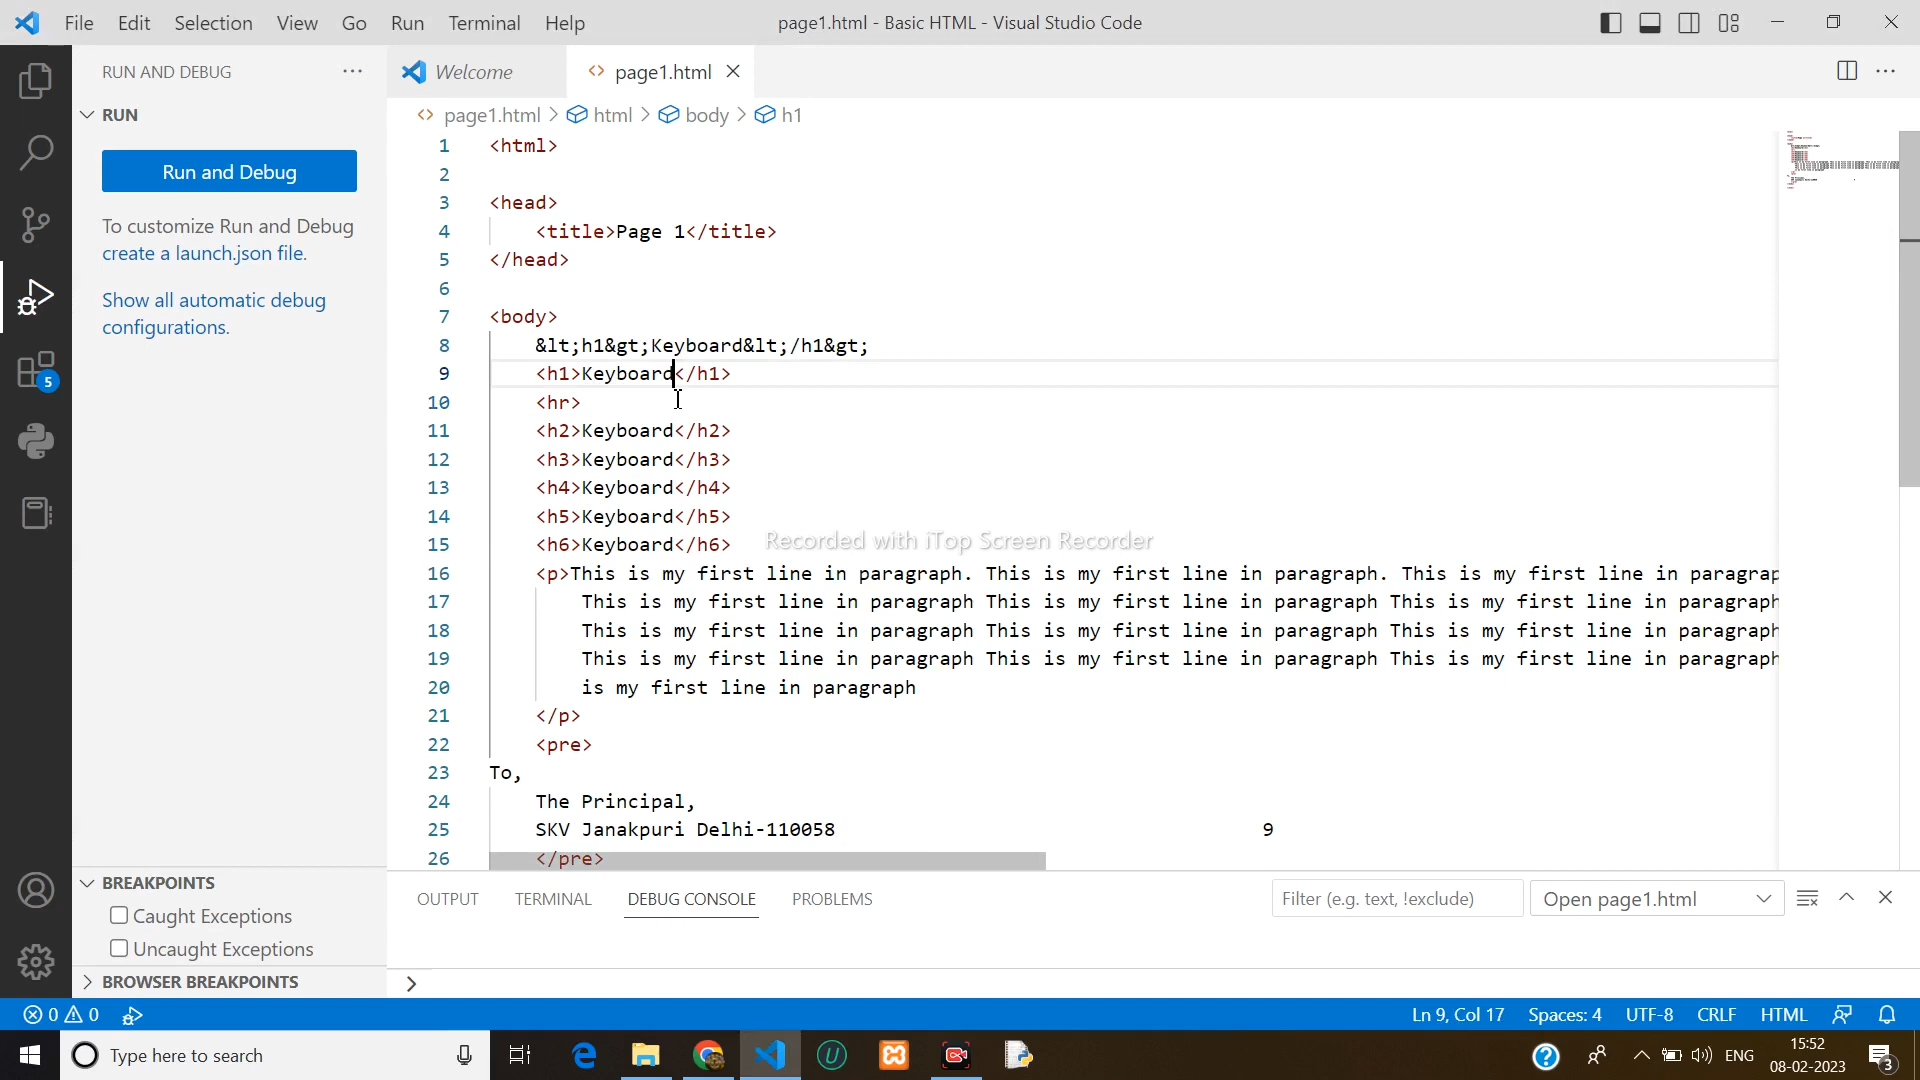 File Edit Selection View Go Run Terminal Help
page1.html - Basic HTML - Visual Studio Code
RUN AND DEBUG
RUN
Run and Debug
To customize Run and Debug
create a launch.json file.
Show all automatic debug
configurations.
5
BREAKPOINTS
Caught Exceptions
Uncaught Exceptions
BROWSER BREAKPOINTS
Welcome
page1.html
page1.html > html > body > h1
1 <html>
2
3 <head>
4 <title>Page 1</title>
5 </head>
6
7 <body>
8 &lt;h1&gt;Keyboard&lt;/h1&gt;
9 <h1>Keyboard</h1>
10 <hr>
11 <h2>Keyboard</h2>
12 <h3>Keyboard</h3>
13 <h4>Keyboard</h4>
14 <h5>Keyboard</h5>
15 <h6>Keyboard</h6>
Recorded with iTop Screen Recorder
16 <p>This is my first line in paragraph. This is my first line in paragraph. This is my first line in paragrap
17 This is my first line in paragraph This is my first line in paragraph This is my first line in paragraph
18 This is my first line in paragraph This is my first line in paragraph This is my first line in paragraph
19 This is my first line in paragraph This is my first line in paragraph This is my first line in paragraph
20 is my first line in paragraph
21 </p>
22 <pre>
23 To,
24 The Principal,
25 SKV Janakpuri Delhi-110058 9
26 </pre>
OUTPUT TERMINAL DEBUG CONSOLE PROBLEMS
Filter (e.g. text, !exclude)
Open page1.html
>
0 0
Ln 9, Col 17 Spaces: 4 UTF-8 CRLF HTML
Type here to search
ENG
15:52
08-02-2023
3